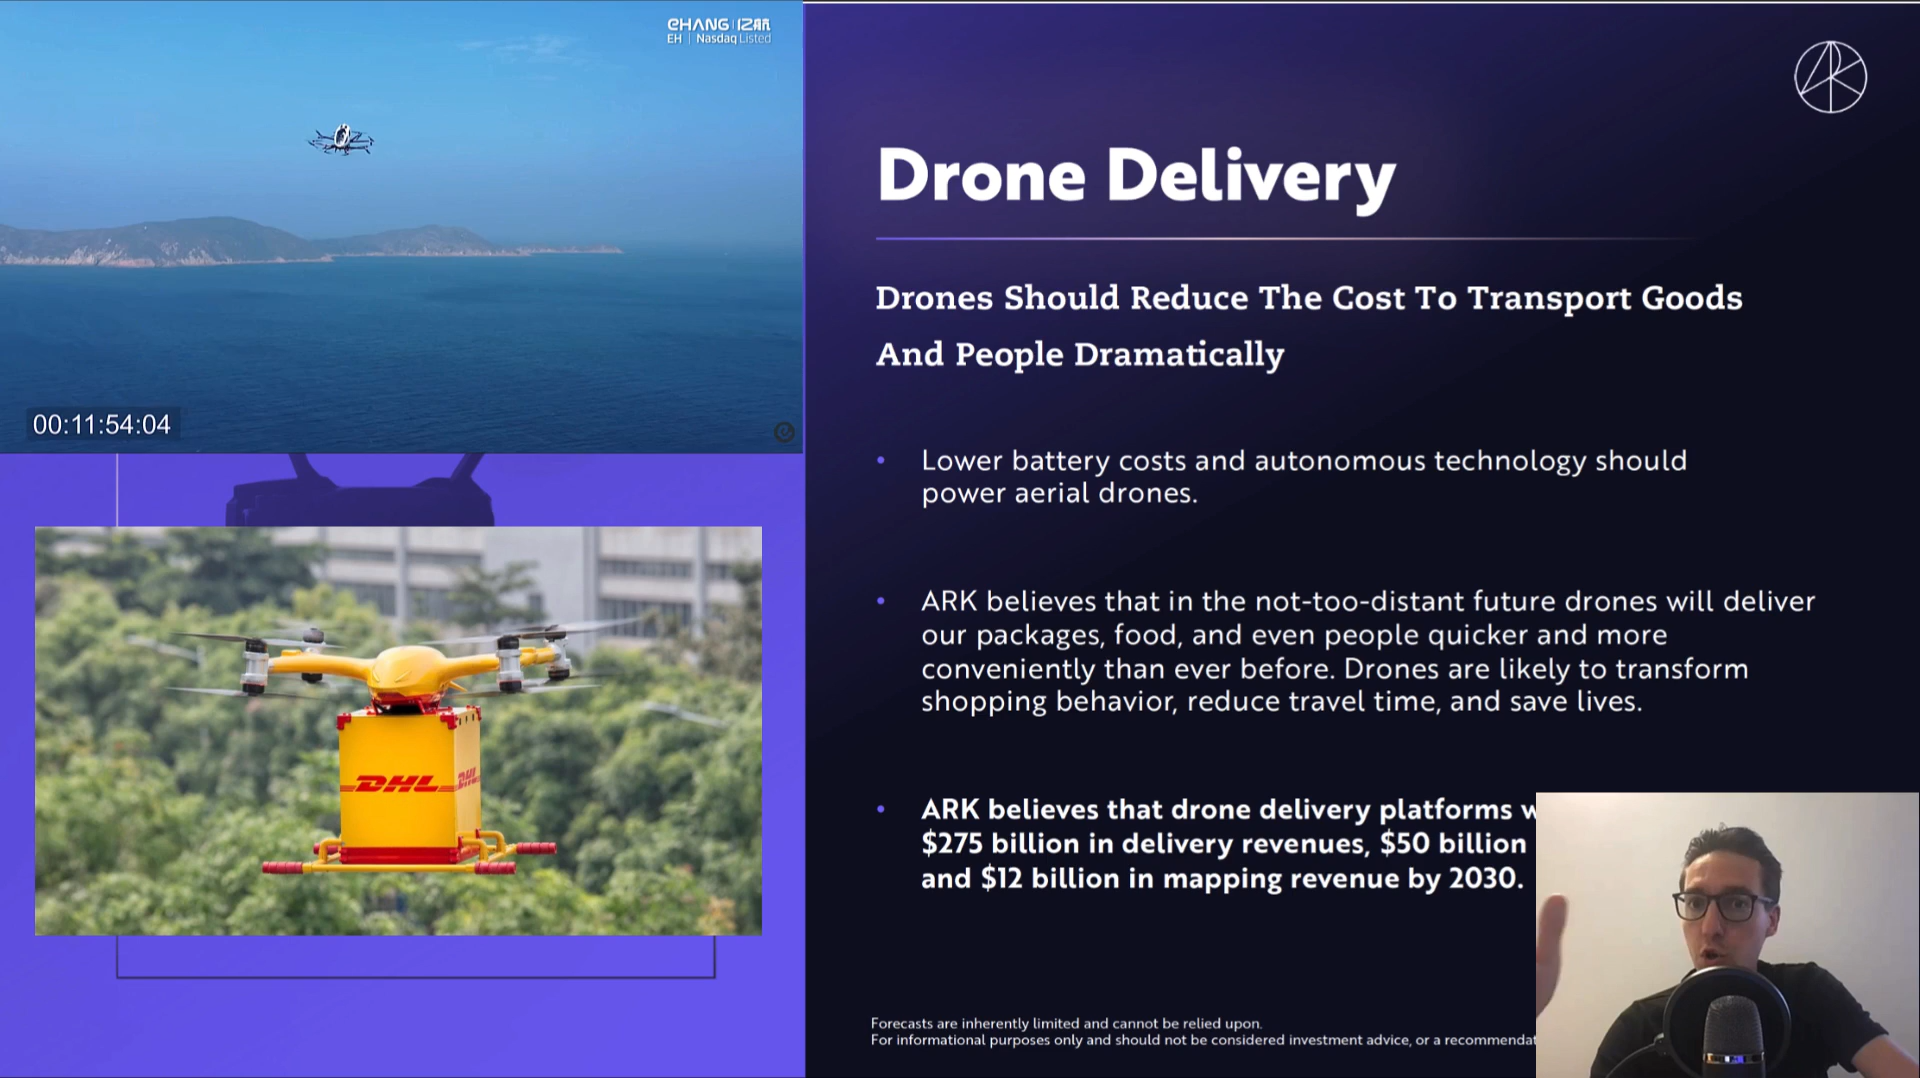 EHANG 亿航
EH | Nasdaq Listed
00:11:54:04
DHL
DHL
Drone Delivery
Drones Should Reduce The Cost To Transport Goods
And People Dramatically
• Lower battery costs and autonomous technology should
power aerial drones.
• ARK believes that in the not-too-distant future drones will deliver
our packages, food, and even people quicker and more
conveniently than ever before. Drones are likely to transform
shopping behavior, reduce travel time, and save lives.
• ARK believes that drone delivery platforms
$275 billion in delivery revenues, $50 billion
and $12 billion in mapping revenue by 2030.
Forecasts are inherently limited and cannot be relied upon.
For informational purposes only and should not be considered investment advice, or a